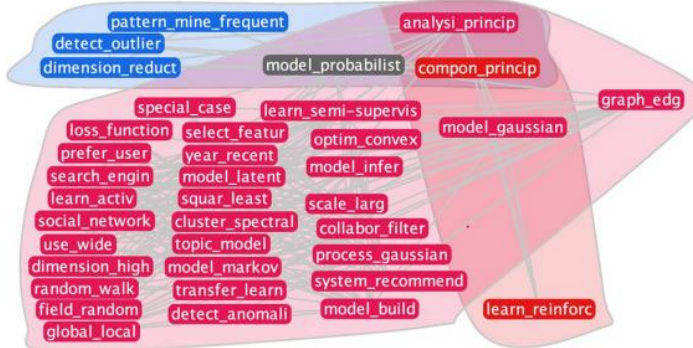 pattern_mine_frequent
analysi_princip
detect_outlier
dimension_reduct
model_probabilist
compon_princip
graph_edg
special_case
learn_semi-supervis
loss_function
select_featur
optim_convex
model_gaussian
prefer_user
year_recent
model_infer
search_engin
model_latent
learn_activ
squar_least
scale_larg
social_network
cluster_spectral
collabor_filter
use_wide
topic_model
process_gaussian
dimension_high
model_markov
system_recommend
random_walk
transfer_learn
field_random
detect_anomali
model_build
learn_reinforc
global_local